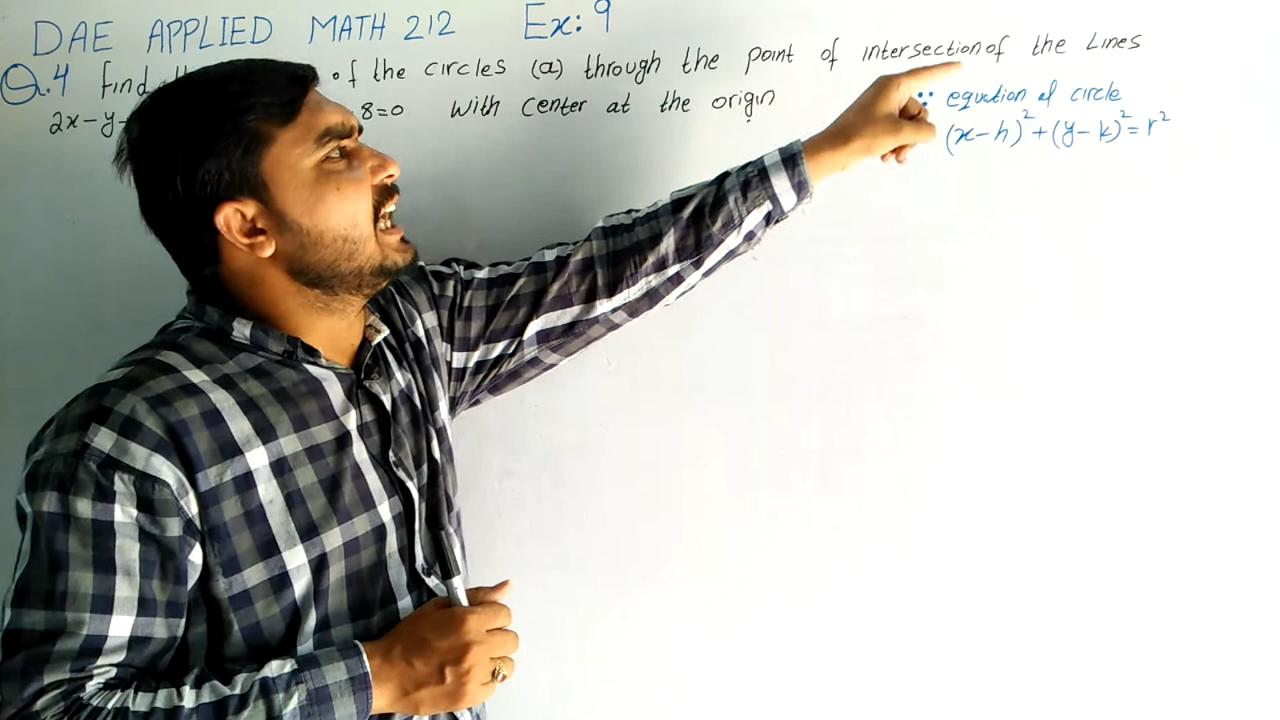 DAE APPLIED MATH 212 Ex: 9
Q.4 Find of the circles (a) through the point of intersection of the Lines
2x-y- 8=0 with center at the origin
∵ equation of circle
(x-h)²+(y-k)²=r²